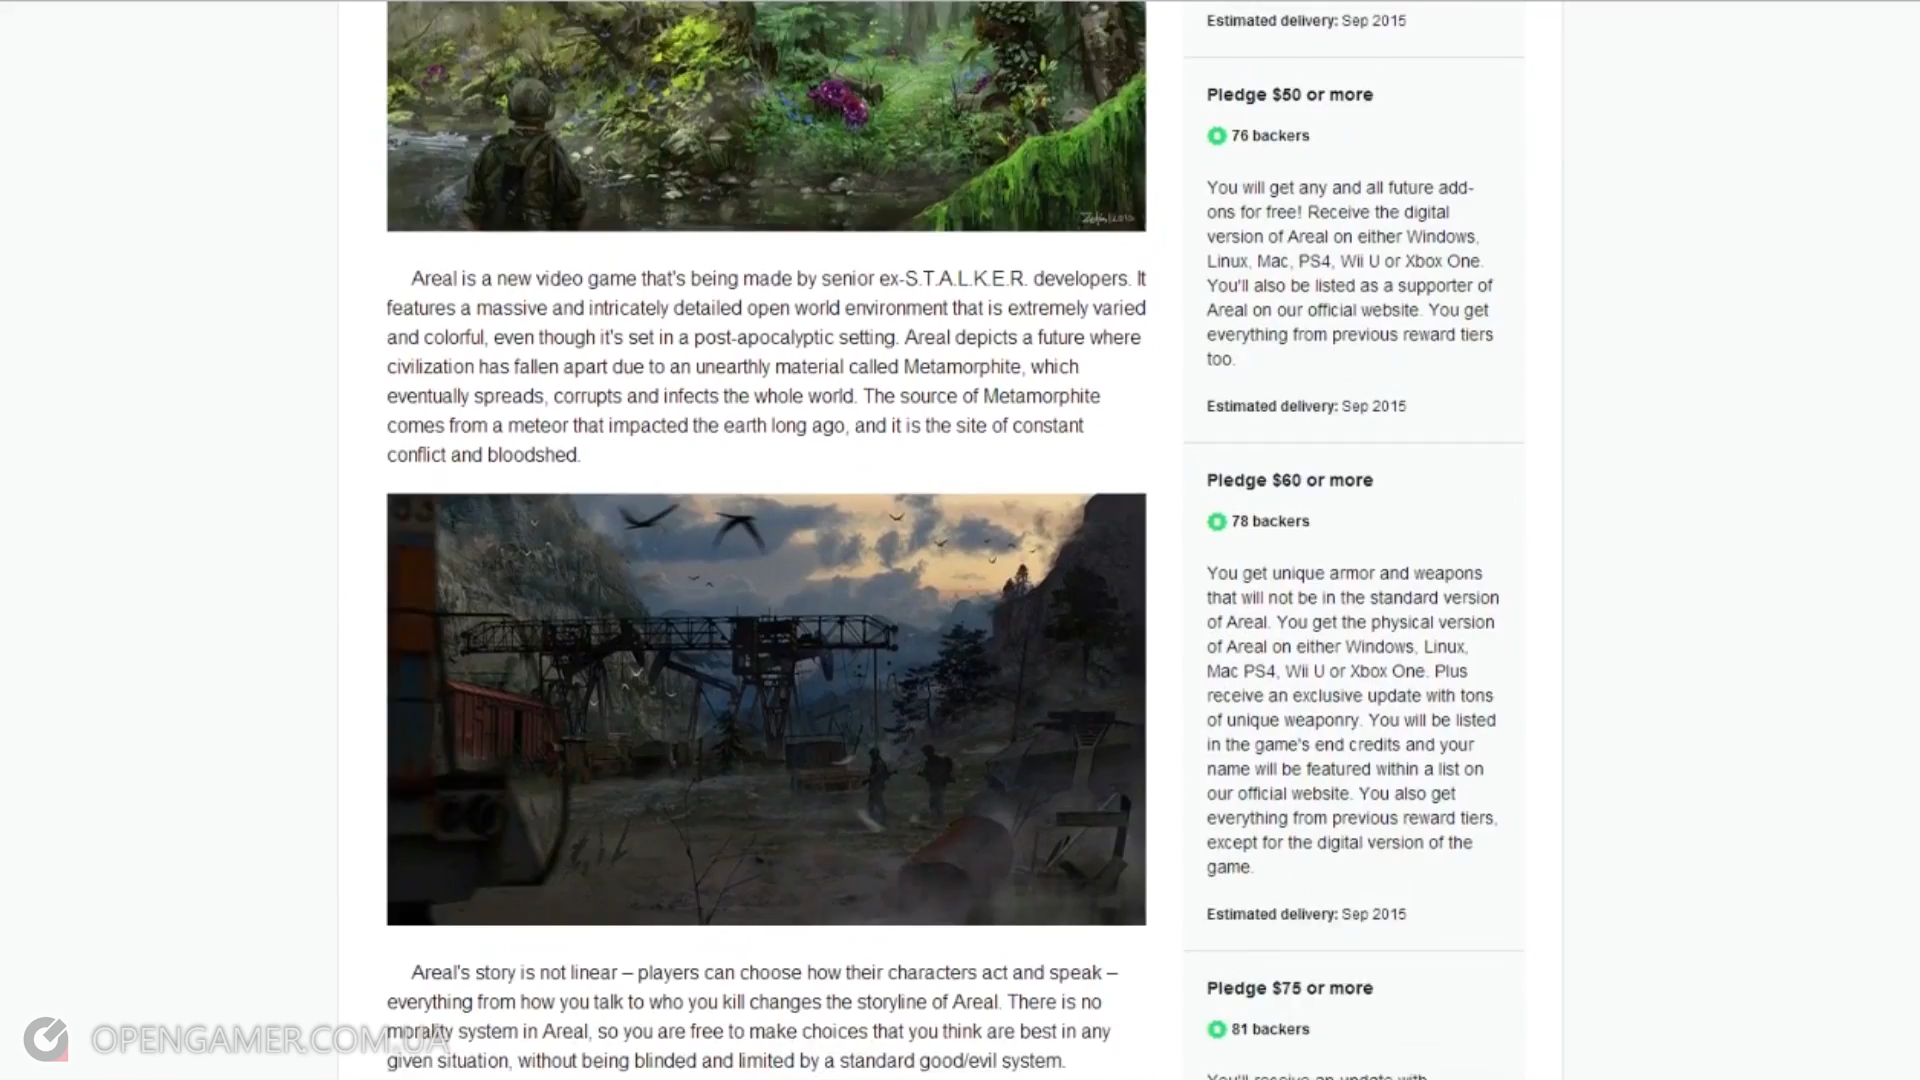 Areal is a new video game that's being made by senior ex-S.T.A.L.K.E.R. developers. It
features a massive and intricately detailed open world environment that is extremely varied
and colorful, even though it's set in a post-apocalyptic setting. Areal depicts a future where
civilization has fallen apart due to an unearthly material called Metamorphite, which
eventually spreads, corrupts and infects the whole world. The source of Metamorphite
comes from a meteor that impacted the earth long ago, and it is the site of constant
conflict and bloodshed.
Areal's story is not linear – players can choose how their characters act and speak –
everything from how you talk to who you kill changes the storyline of Areal. There is no
morality system in Areal, so you are free to make choices that you think are best in any
given situation, without being blinded and limited by a standard good/evil system.
Estimated delivery: Sep 2015
Pledge $50 or more
76 backers
You will get any and all future add-
ons for free! Receive the digital
version of Areal on either Windows,
Linux, Mac, PS4, Wii U or Xbox One.
You'll also be listed as a supporter of
Areal on our official website. You get
everything from previous reward tiers
too.
Estimated delivery: Sep 2015
Pledge $60 or more
78 backers
You get unique armor and weapons
that will not be in the standard version
of Areal. You get the physical version
of Areal on either Windows, Linux,
Mac PS4, Wii U or Xbox One. Plus
receive an exclusive update with tons
of unique weaponry. You will be listed
in the game's end credits and your
name will be featured within a list on
our official website. You also get
everything from previous reward tiers,
except for the digital version of the
game.
Estimated delivery: Sep 2015
Pledge $75 or more
81 backers
You'll receive an update with
OPENGAMER.COM.UA